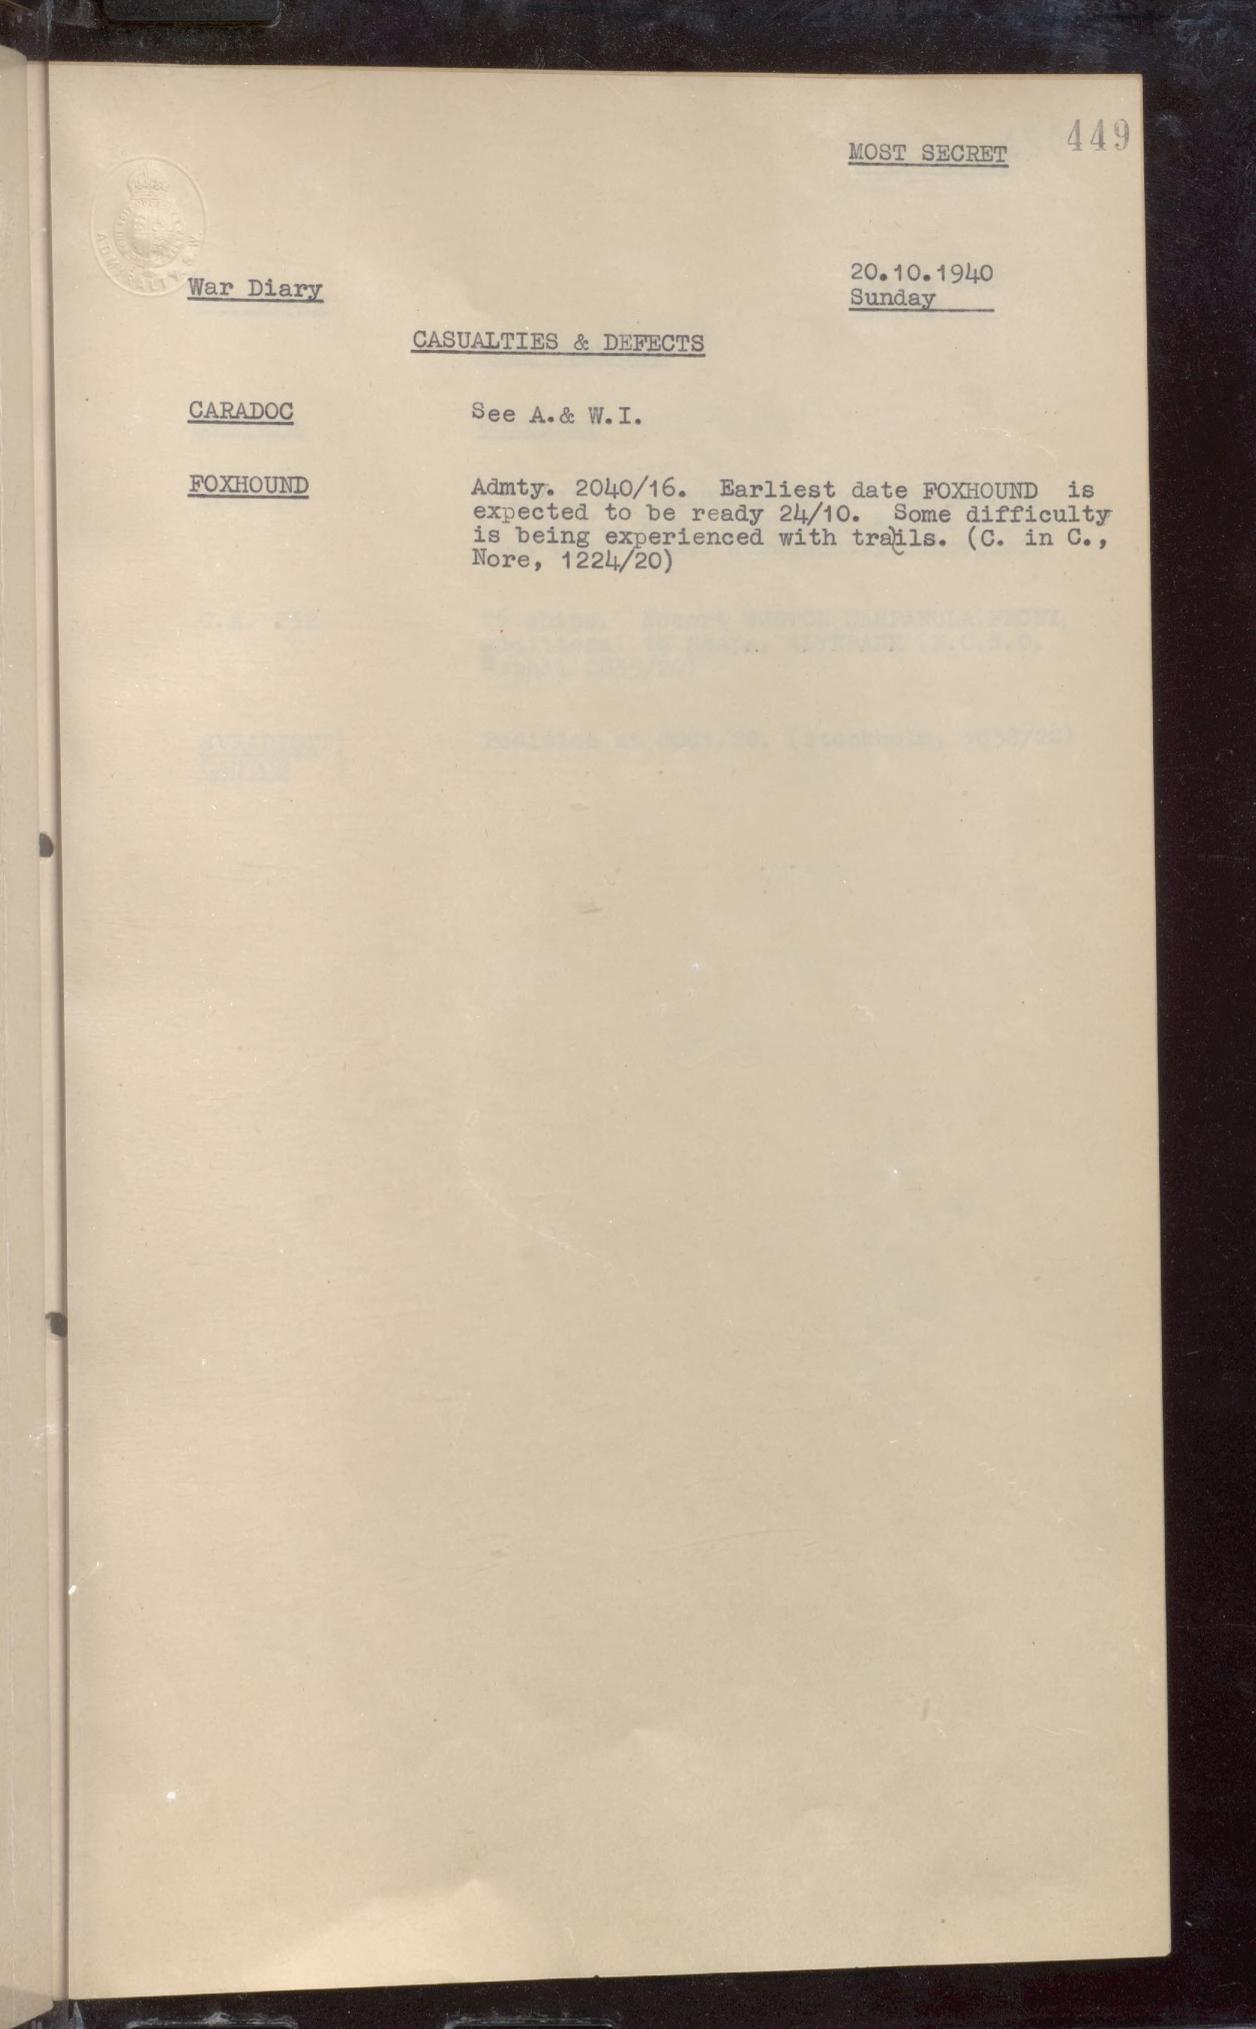 449
MOST SECRET
ADMIRALTY S.W.
War Diary
20.10.1940
Sunday
CASUALTIES & DEFECTS
CARADOC See A.& W.I.
FOXHOUND Admty. 2040/16. Earliest date FOXHOUND is
expected to be ready 24/10. Some difficulty
is being experienced with trails. (C. in C.,
Nore, 1224/20)